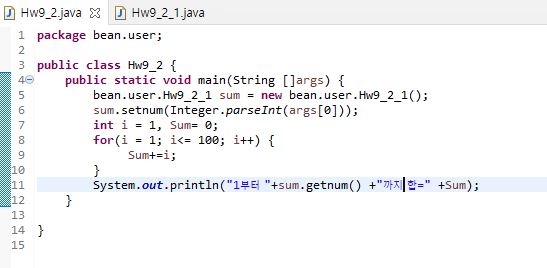 Hw9_2.java Hw9_2_1.java
1 package bean.user;
2
3 public class Hw9_2 {
4 public static void main(String []args) {
5 bean.user.Hw9_2_1 sum = new bean.user.Hw9_2_1();
6 sum.setnum(Integer.parseInt(args[0]));
7 int i = 1, Sum= 0;
8 for(i = 1; i<= 100; i++) {
9 Sum+=i;
10 }
11 System.out.println("1부터 "+sum.getnum() +"까지 합=" +Sum);
12 }
13
14 }
15